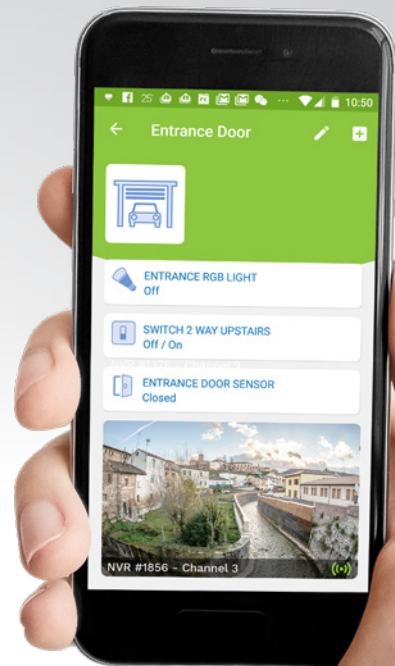 25°
10:50
Entrance Door
ENTRANCE RGB LIGHT
Off
SWITCH 2 WAY UPSTAIRS
Off / On
ENTRANCE DOOR SENSOR
Closed
NVR #1856 - Channel 3